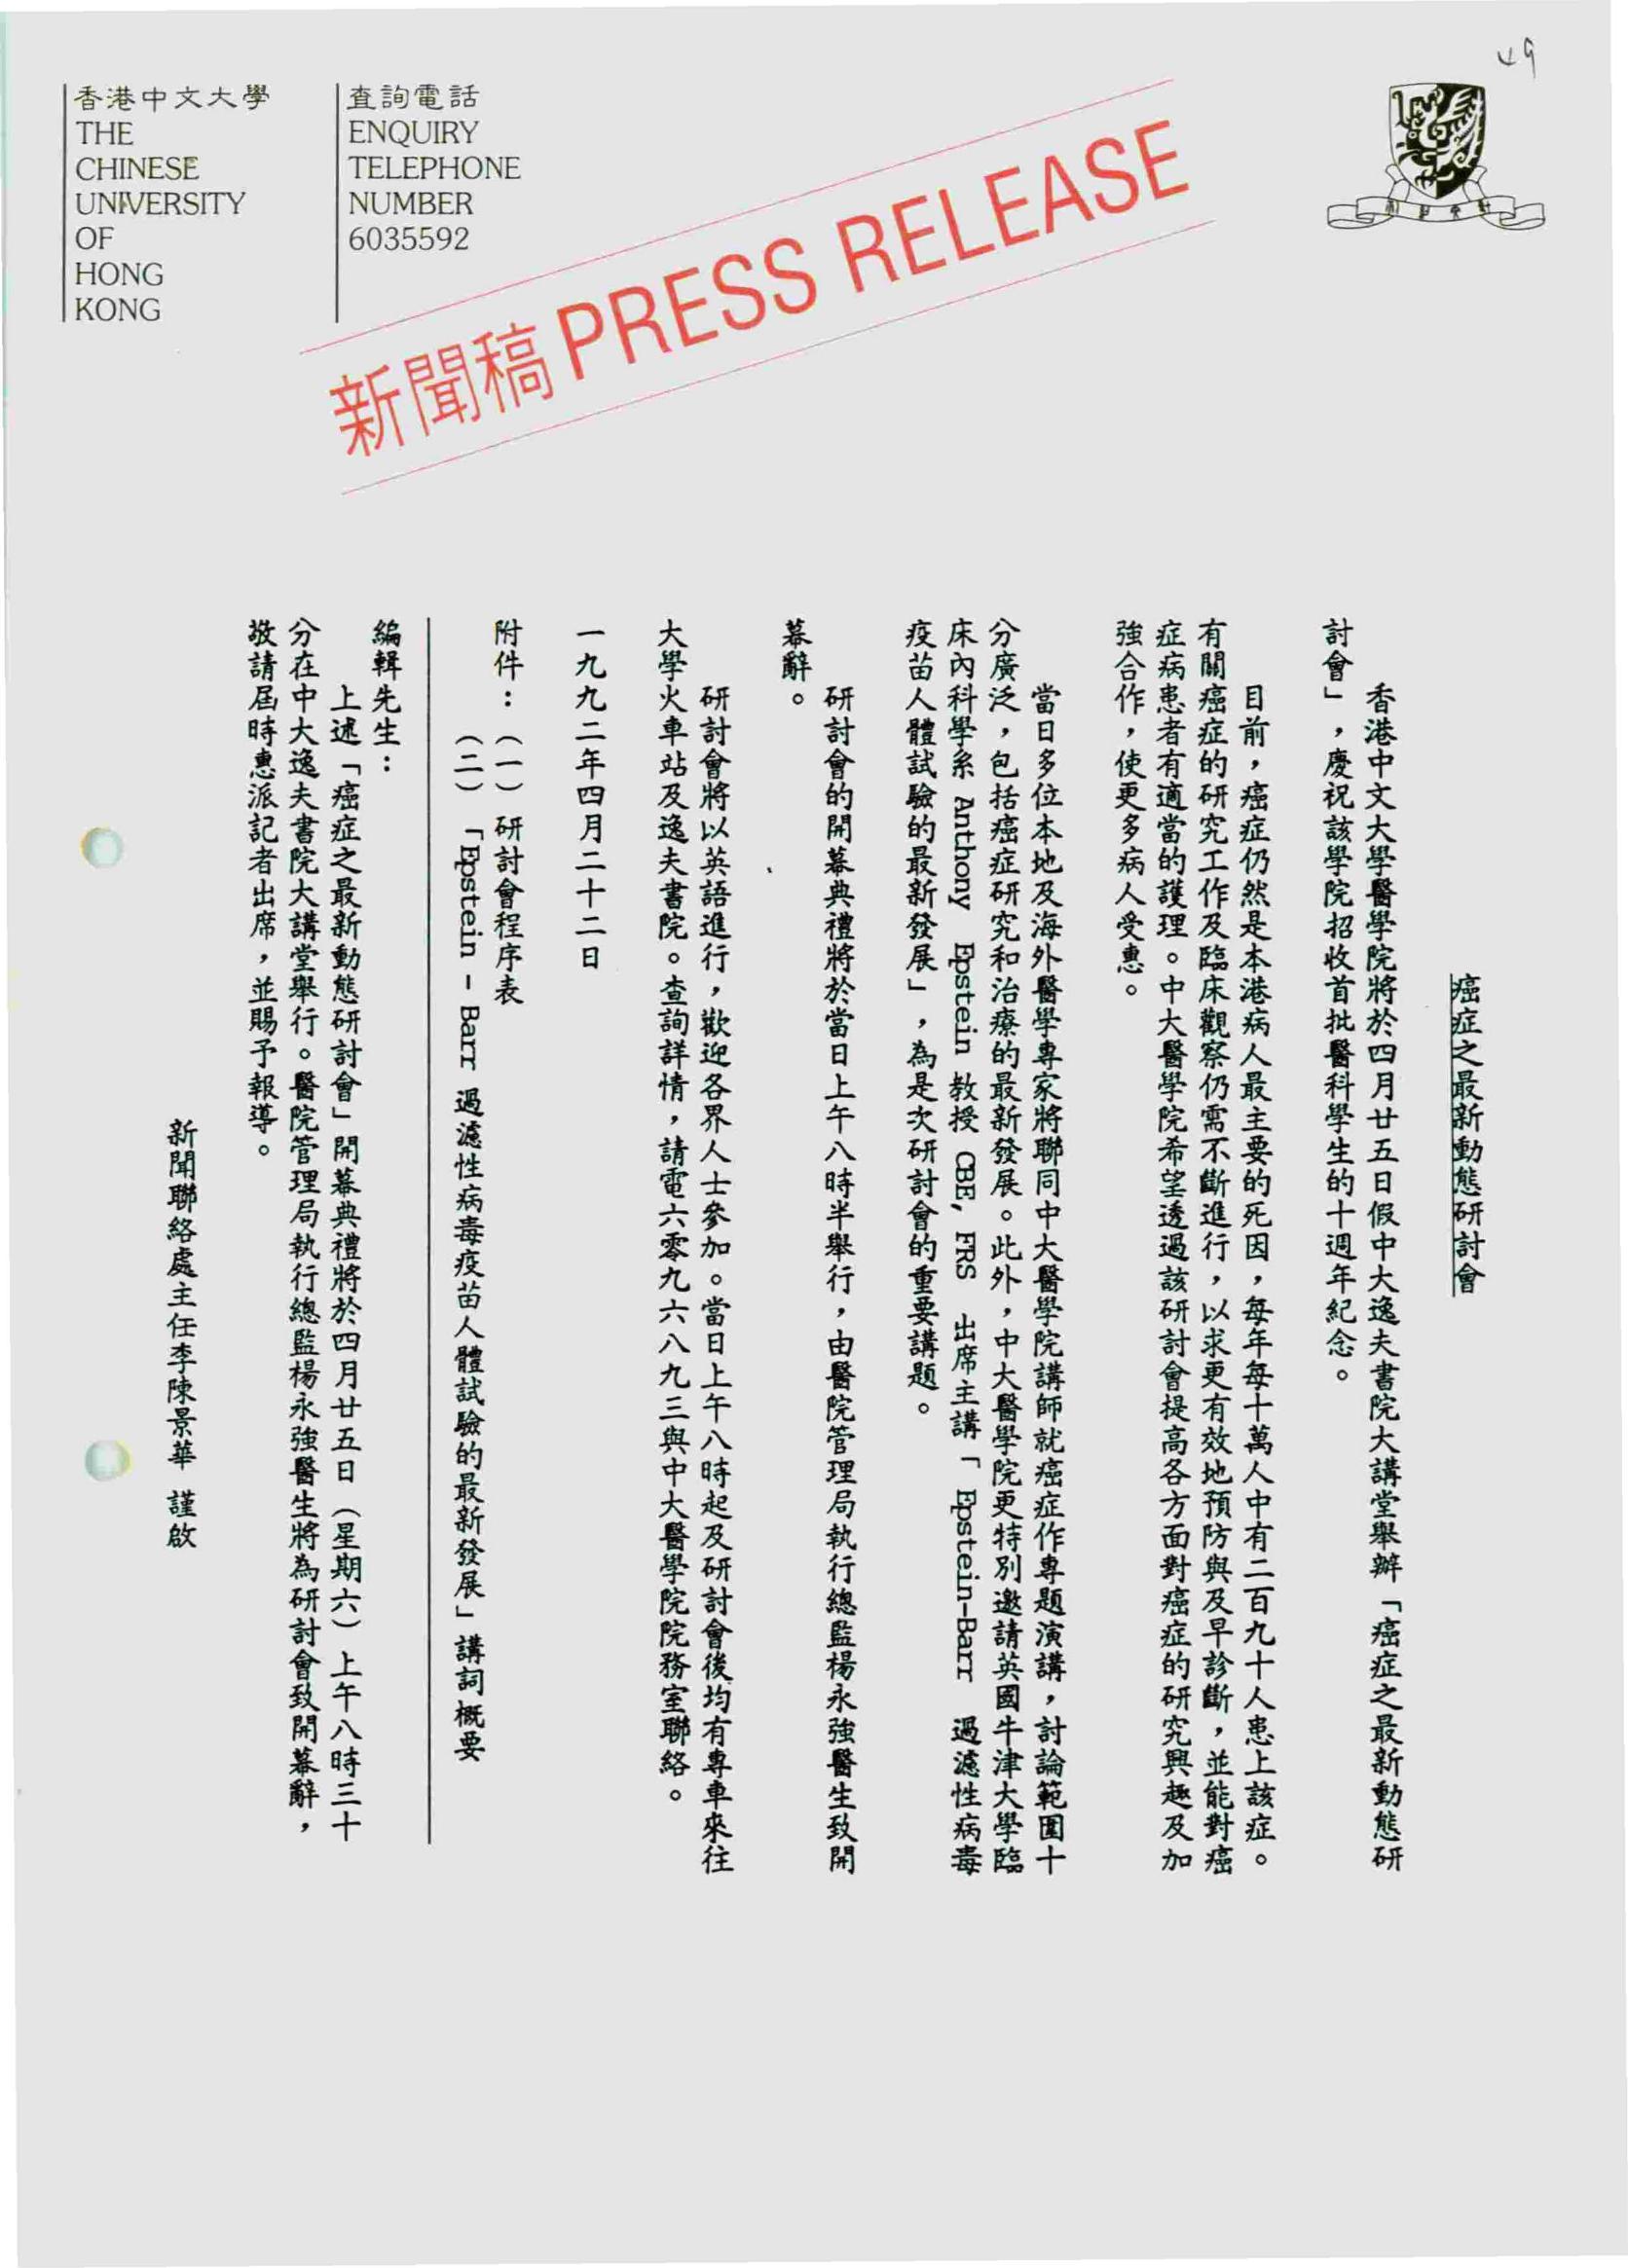 49
香港中文大學
THE
CHINESE
UNIVERSITY
OF
HONG
KONG
查詢電話
ENQUIRY
TELEPHONE
NUMBER
6035592
新聞稿 PRESS RELEASE
癌症之最新動態研討會
香港中文大學醫學院將於四月廿五日假中大逸夫書院大講堂舉辦「癌症之最新動態研
討會」，慶祝該學院招收首批醫科學生的十週年紀念。
目前，癌症仍然是本港病人最主要的死因，每年每十萬人中有二百九十人患上該症。
有關癌症的研究工作及臨床觀察仍需不斷進行，以求更有效地預防與及早診斷，並能對癌
症病患者有適當的護理。中大醫學院希望透過該研討會提高各方面對癌症的研究興趣及加
強合作，使更多病人受惠。
當日多位本地及海外醫學專家將聯同中大醫學院講師就癌症作專題演講，討論範圍十
分廣泛，包括癌症研究和治療的最新發展。此外，中大醫學院更特別邀請英國牛津大學臨
床內科學系 Anthony Epstein 教授 CBE, FRS 出席主講「Epstein-Barr 過濾性病毒
疫苗人體試驗的最新發展」，為是次研討會的重要講題。
研討會的開幕典禮將於當日上午八時半舉行，由醫院管理局執行總監楊永強醫生致開
幕辭。
研討會將以英語進行，歡迎各界人士參加。當日上午八時起及研討會後均有專車來往
大學火車站及逸夫書院。查詢詳情，請電六零九六八九三與中大醫學院院務室聯絡。
一九九二年四月二十二日
附件：（一）研討會程序表
（二）「Epstein - Barr 過濾性病毒疫苗人體試驗的最新發展」講詞概要
編輯先生：
上述「癌症之最新動態研討會」開幕典禮將於四月廿五日（星期六）上午八時三十
分在中大逸夫書院大講堂舉行。醫院管理局執行總監楊永強醫生將為研討會致開幕辭，
敬請屆時惠派記者出席，並賜予報導。
新聞聯絡處主任李陳景華 謹啟